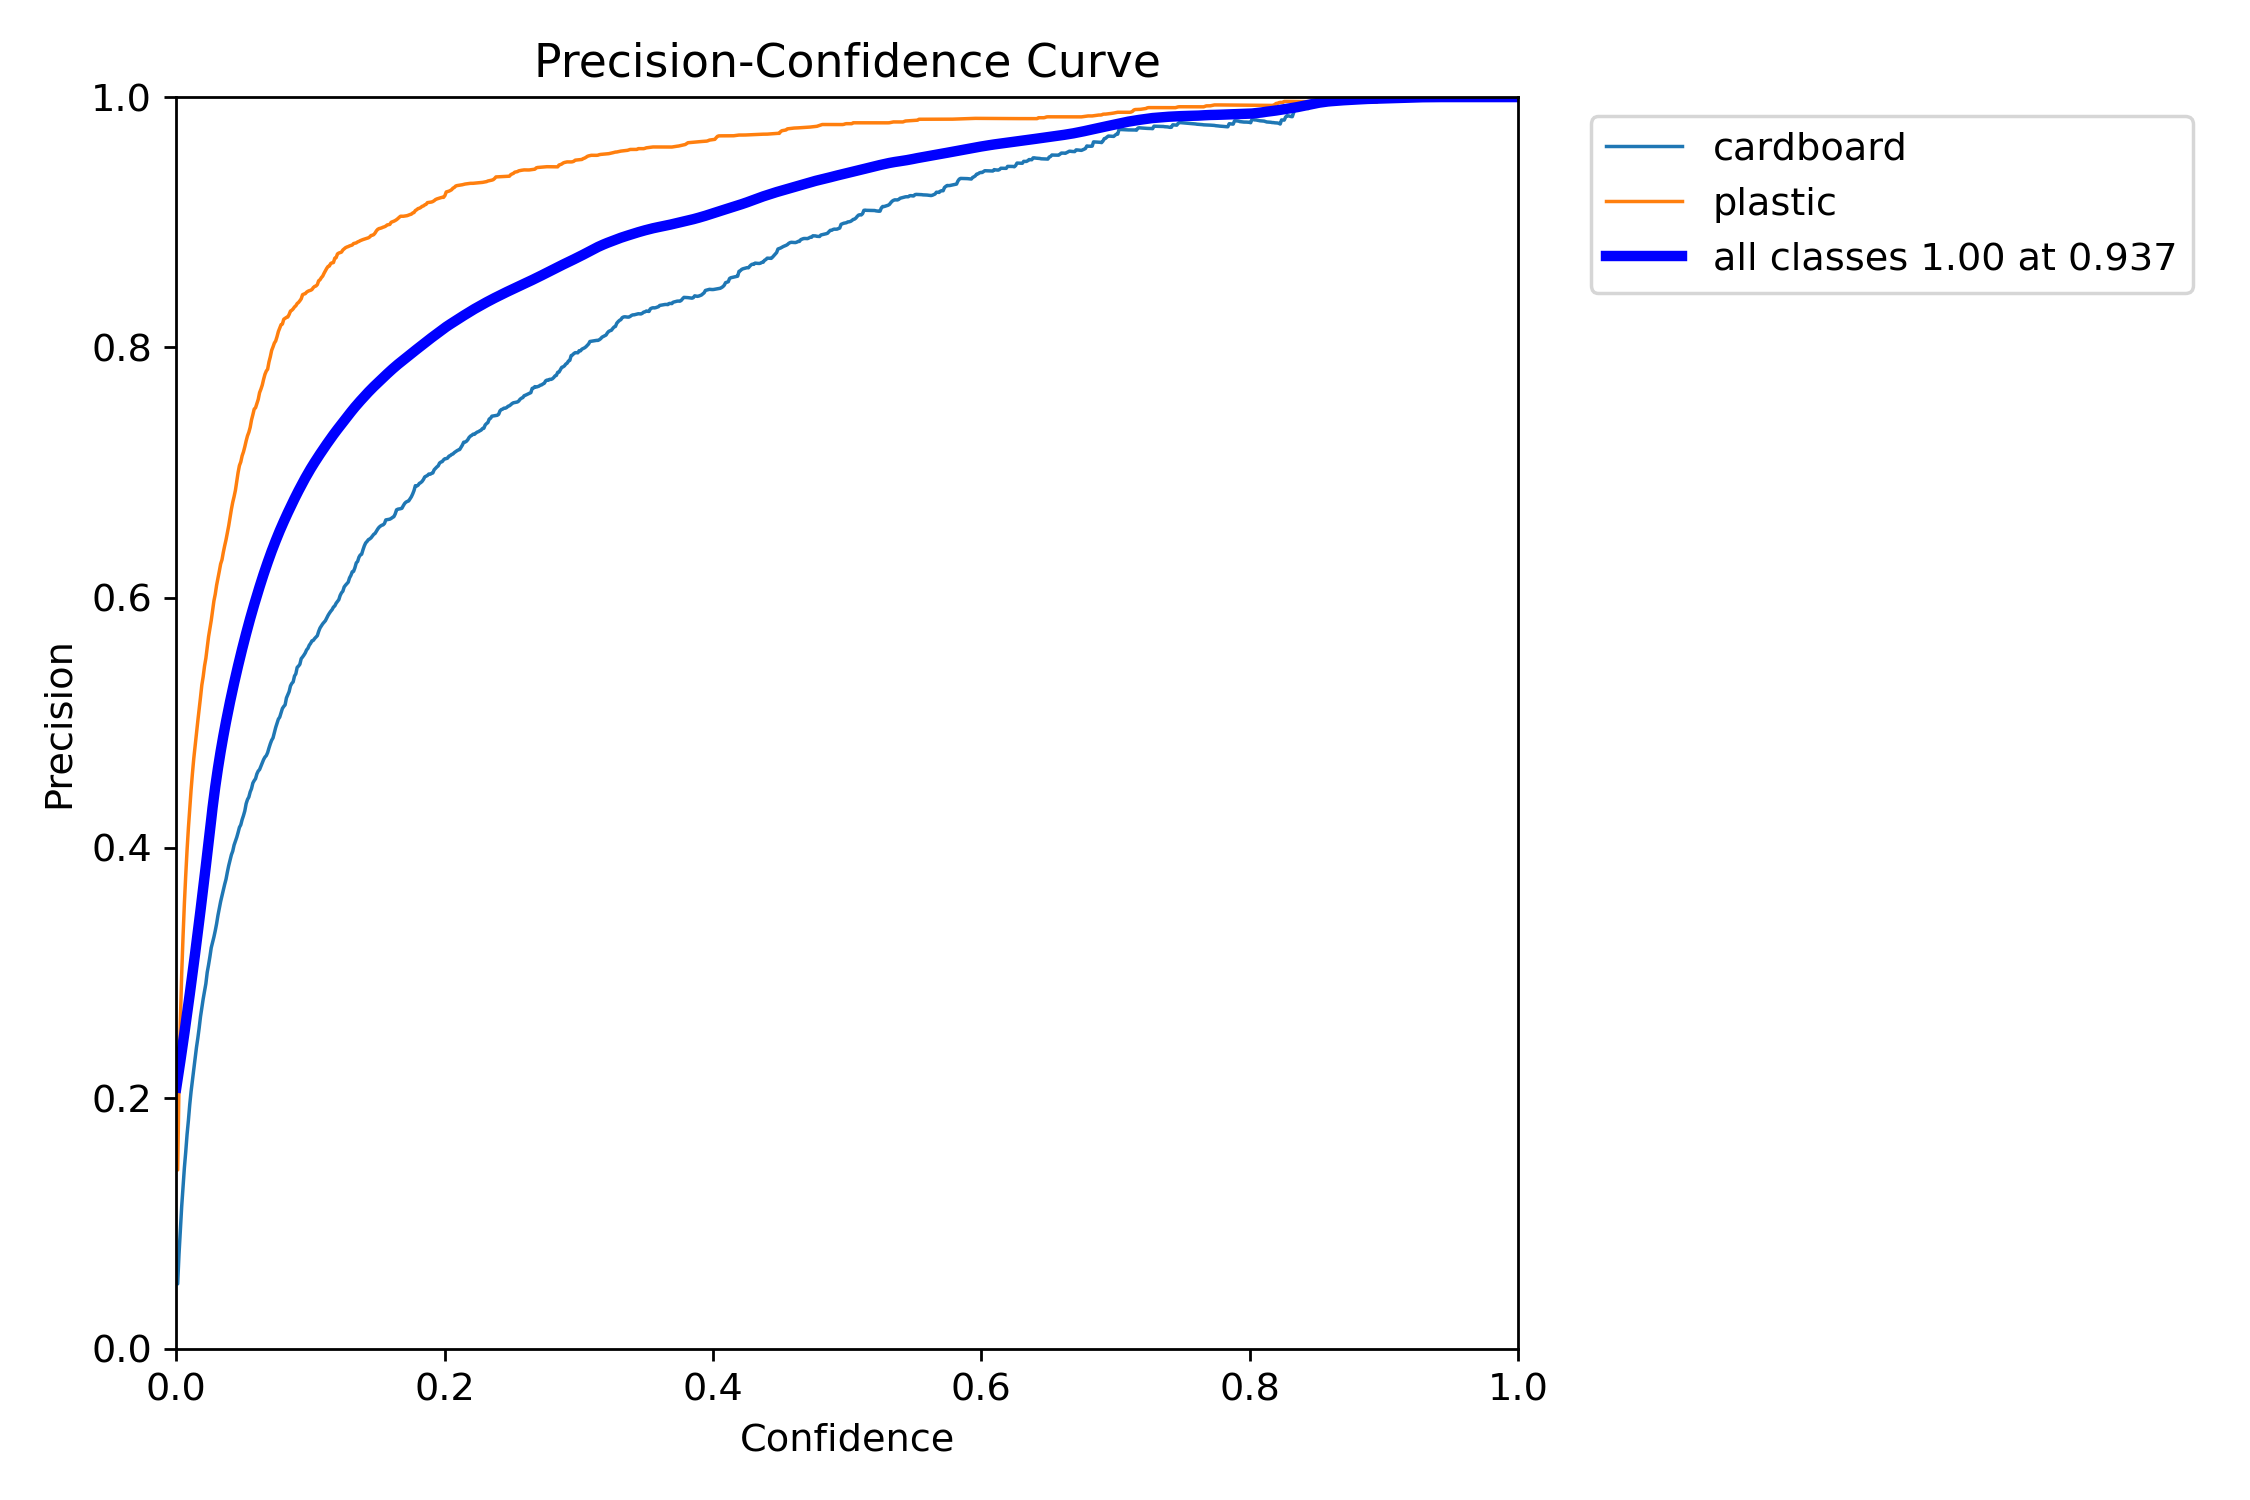 Precision-Confidence Curve
1.0
0.8
0.6
0.4
0.2
0.0
Precision
0.0 0.2 0.4 0.6 0.8 1.0
Confidence
cardboard
plastic
all classes 1.00 at 0.937